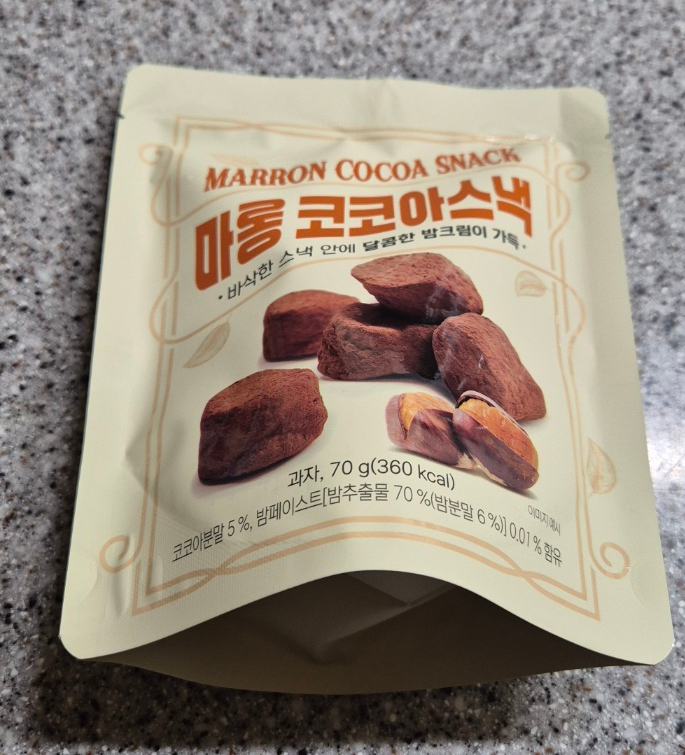 MARRON COCOA SNACK
마롱 코코아스낵
• 바삭한 스낵 안에 달콤한 밤크림이 가득 •
과자, 70 g(360 kcal)
이미지 예시
코코아분말 5 %, 밤페이스트[밤추출물 70 %(밤분말 6 %)] 0.01 % 함유